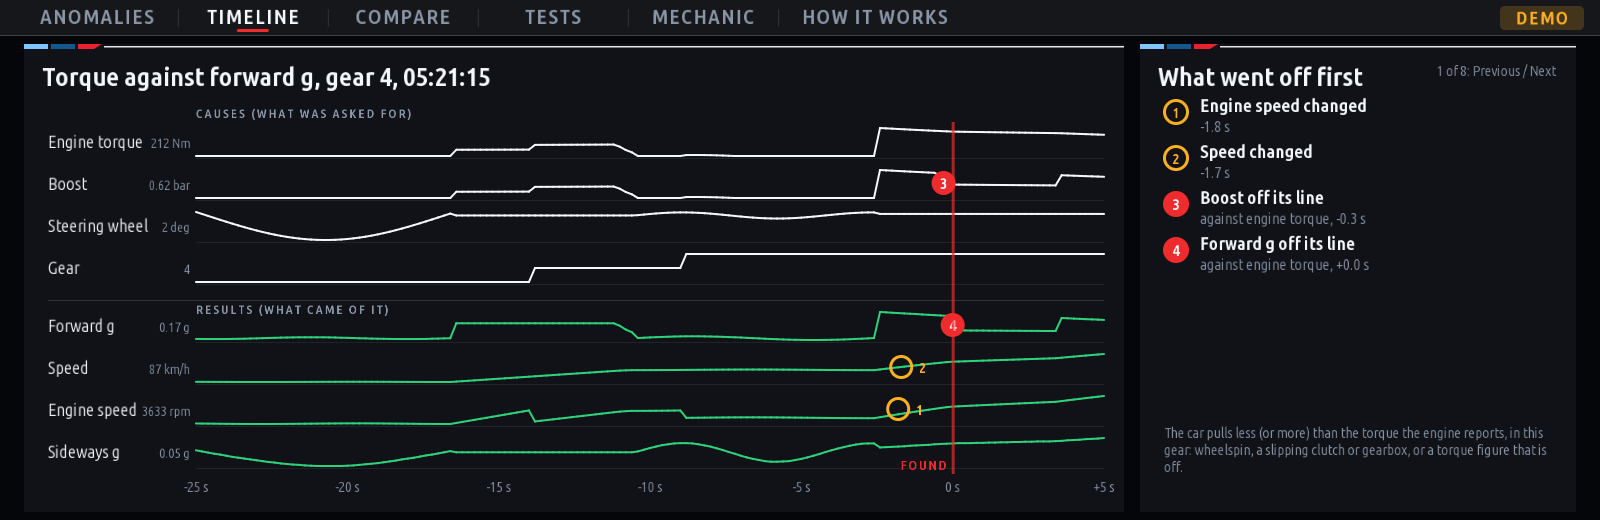 ANOMALIES
TIMELINE
COMPARE
TESTS
MECHANIC
HOW IT WORKS
DEMO
Torque against forward g, gear 4, 05:21:15
CAUSES (WHAT WAS ASKED FOR)
Engine torque 212 Nm
Boost 0.62 bar
3
Steering wheel 2 deg
Gear 4
RESULTS (WHAT CAME OF IT)
Forward g 0.17 g
4
Speed 87 km/h
2
Engine speed 3633 rpm
1
Sideways g 0.05 g
FOUND
-25 s -20 s -15 s -10 s -5 s 0 s +5 s
What went off first
1 of 8: Previous / Next
1 Engine speed changed
-1.8 s
2 Speed changed
-1.7 s
3 Boost off its line
against engine torque, -0.3 s
4 Forward g off its line
against engine torque, +0.0 s
The car pulls less (or more) than the torque the engine reports, in this
gear: wheelspin, a slipping clutch or gearbox, or a torque figure that is
off.